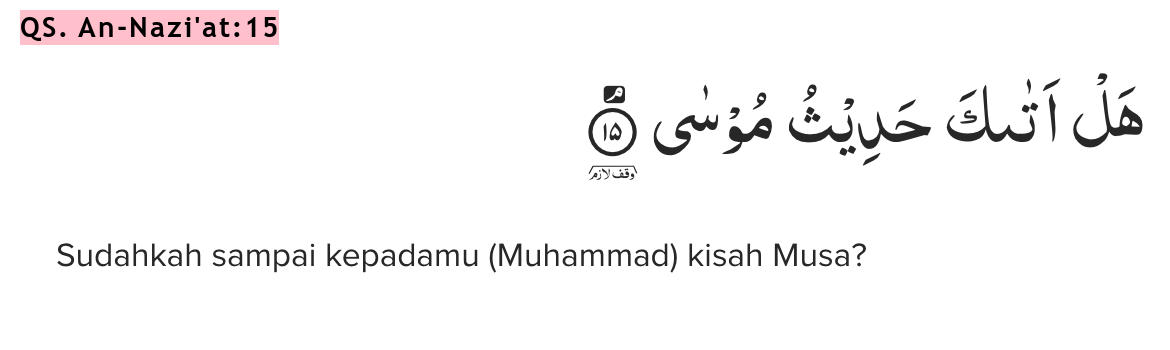 QS. An-Nazi'at:15
هَلْ اَتٰىكَ حَدِيْثُ مُوْسٰىۘ ١٥
وقف لازم
Sudahkah sampai kepadamu (Muhammad) kisah Musa?